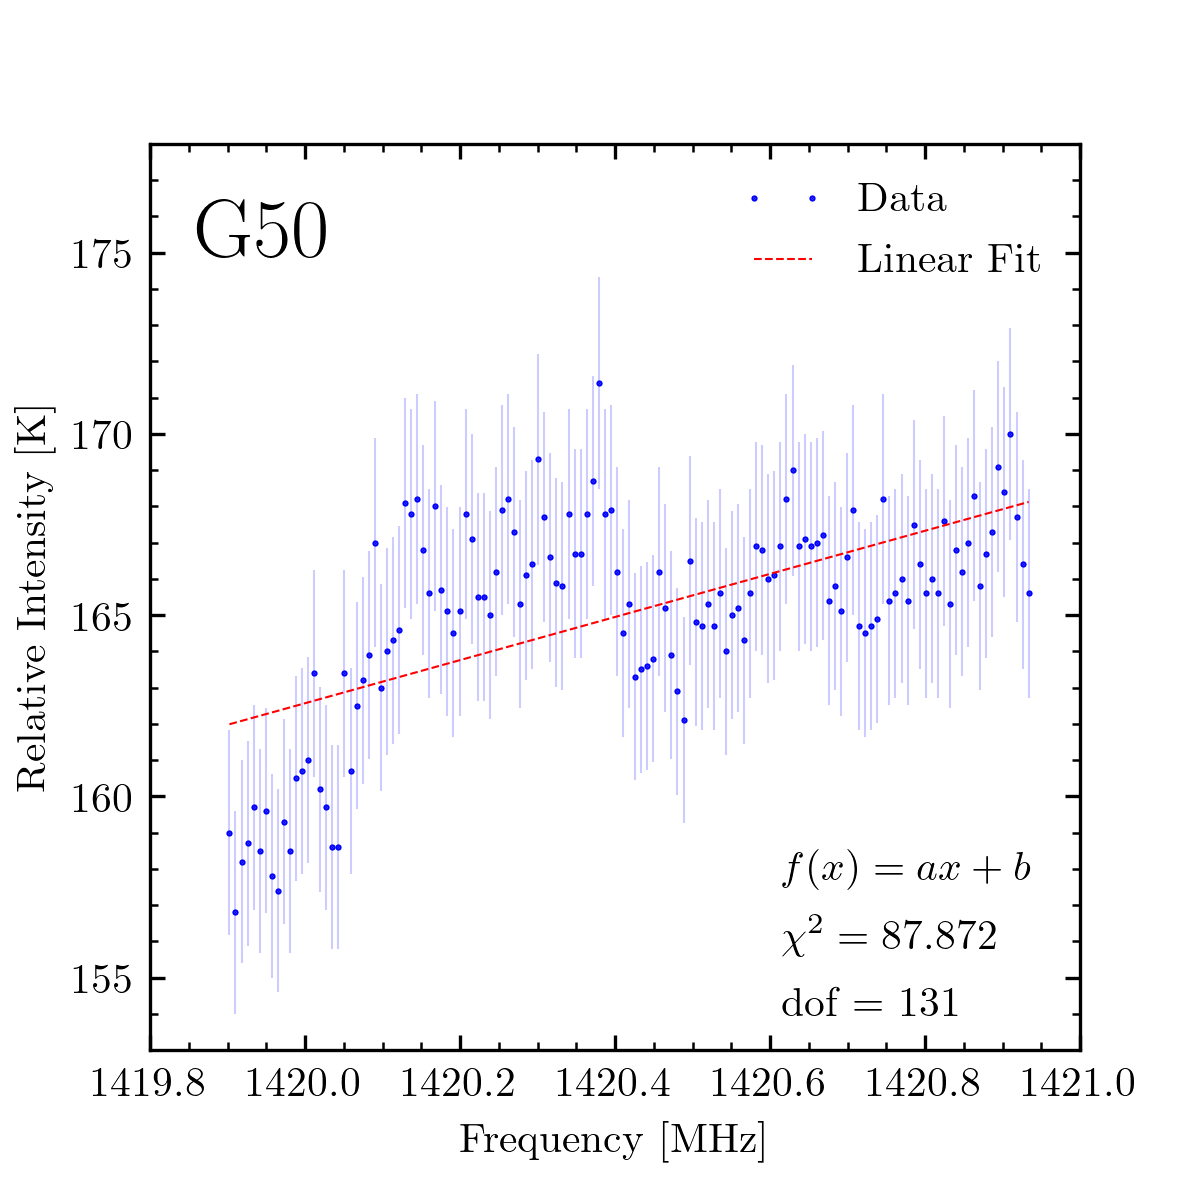 G50
Data
Linear Fit
175
170
165
160
155
Relative Intensity [K]
f(x) = ax + b
χ² = 87.872
dof = 131
1419.8 1420.0 1420.2 1420.4 1420.6 1420.8 1421.0
Frequency [MHz]